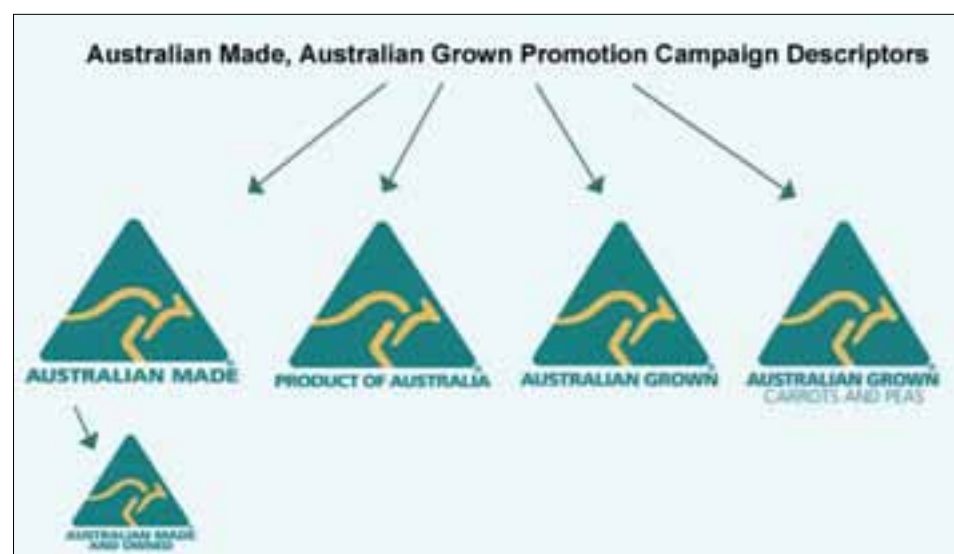 Australian Made, Australian Grown Promotion Campaign Descriptors
AUSTRALIAN MADE
PRODUCT OF AUSTRALIA
AUSTRALIAN GROWN
AUSTRALIAN GROWN
CARROTS AND PEAS
AUSTRALIAN MADE
AND OWNED